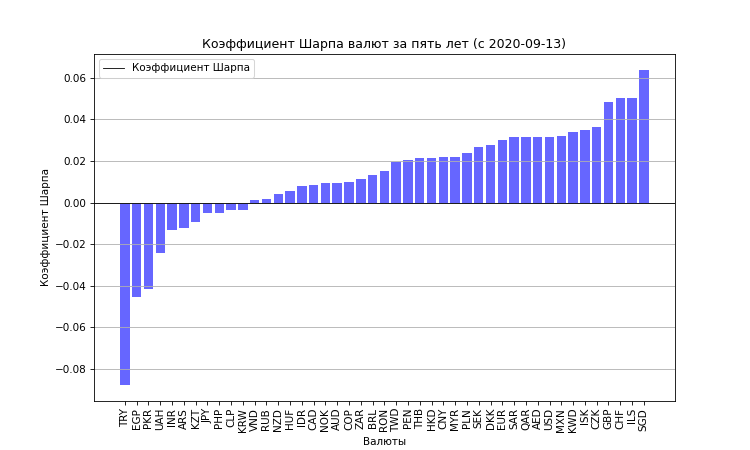 Коэффициент Шарпа валют за пять лет (с 2020-09-13)
Коэффициент Шарпа
0.06
0.04
0.02
0.00
−0.02
−0.04
−0.06
−0.08
Коэффициент Шарпа
TRY EGP PKR UAH INR ARS KZT JPY PHP CLP KRW VND RUB NZD HUF IDR CAD NOK AUD COP ZAR BRL RON TWD PEN THB HKD CNY MYR PLN SEK DKK EUR SAR QAR AED USD MXN KWD ISK CZK GBP CHF ILS SGD
Валюты